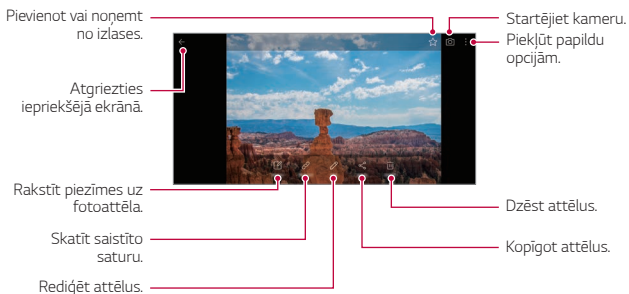 Pievienot vai noņemt
no izlases.
Atgriezties
iepriekšējā ekrānā.
Rakstīt piezīmes uz
fotoattēla.
Skatīt saistīto
saturu.
Rediģēt attēlus.
Startējiet kameru.
Piekļūt papildu
opcijām.
Dzēst attēlus.
Kopīgot attēlus.